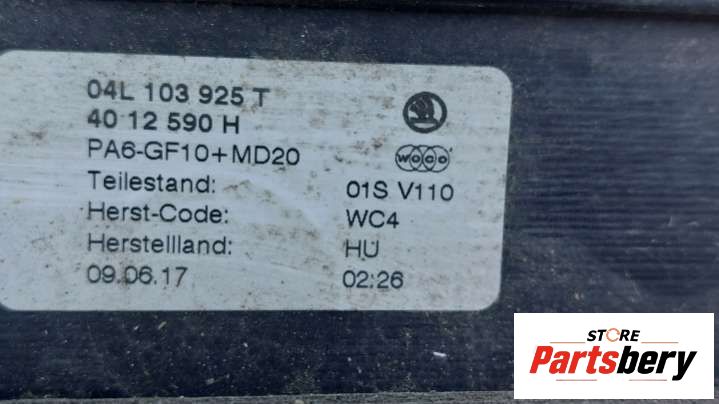 04L 103 925 T
40 12 590 H
PA6-GF10+MD20
WOCO
Teilestand: 01S V110
Herst-Code: WC4
Herstellland: HU
09.06.17 02:26
STORE
Partsbery